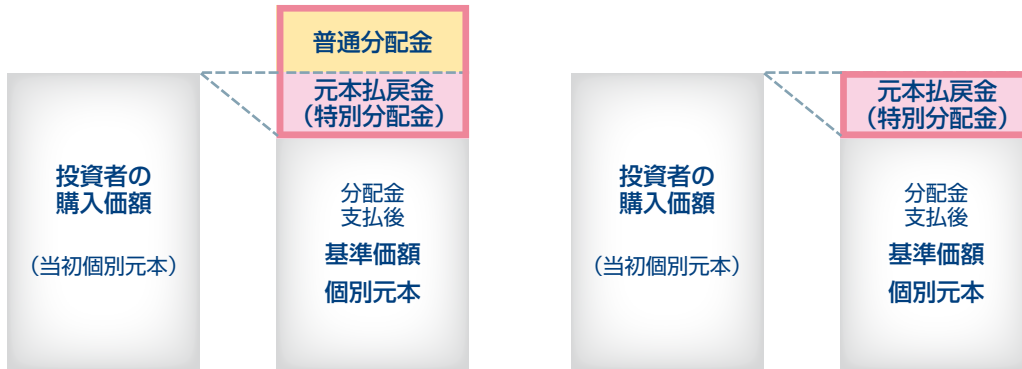 普通分配金
元本払戻金
（特別分配金）
投資者の
購入価額
（当初個別元本）
分配金
支払後
基準価額
個別元本
元本払戻金
（特別分配金）
投資者の
購入価額
（当初個別元本）
分配金
支払後
基準価額
個別元本